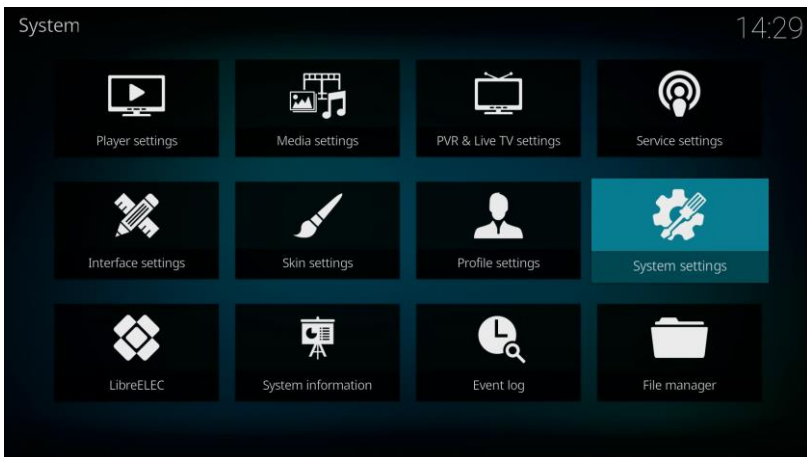 System
14:29
Player settings
Media settings
PVR & Live TV settings
Service settings
Interface settings
Skin settings
Profile settings
System settings
LibreELEC
System information
Event log
File manager